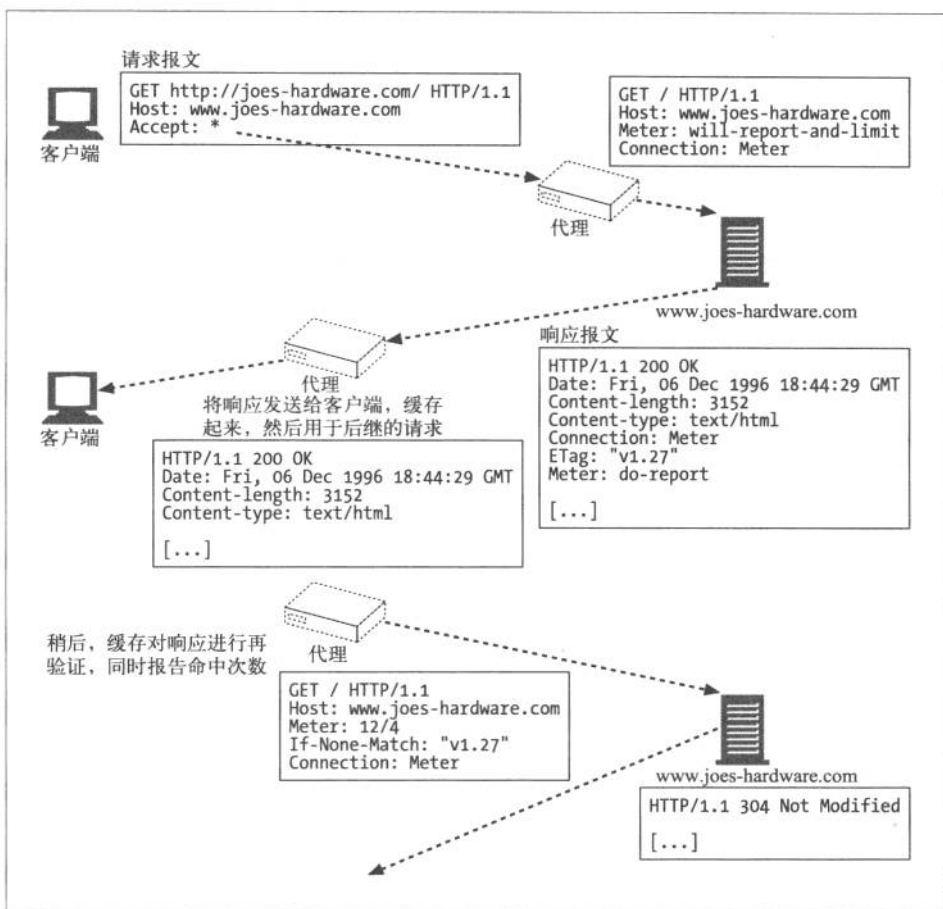 请求报文
GET http://joes-hardware.com/ HTTP/1.1
Host: www.joes-hardware.com
Accept: *
客户端
GET / HTTP/1.1
Host: www.joes-hardware.com
Meter: will-report-and-limit
Connection: Meter
代理
www.joes-hardware.com
响应报文
HTTP/1.1 200 OK
Date: Fri, 06 Dec 1996 18:44:29 GMT
Content-length: 3152
Content-type: text/html
Connection: Meter
ETag: "v1.27"
Meter: do-report
[...]
代理
将响应发送给客户端，缓存
起来，然后用于后继的请求
客户端
HTTP/1.1 200 OK
Date: Fri, 06 Dec 1996 18:44:29 GMT
Content-length: 3152
Content-type: text/html
[...]
稍后，缓存对响应进行再
验证，同时报告命中次数
代理
GET / HTTP/1.1
Host: www.joes-hardware.com
Meter: 12/4
If-None-Match: "v1.27"
Connection: Meter
www.joes-hardware.com
HTTP/1.1 304 Not Modified
[...]